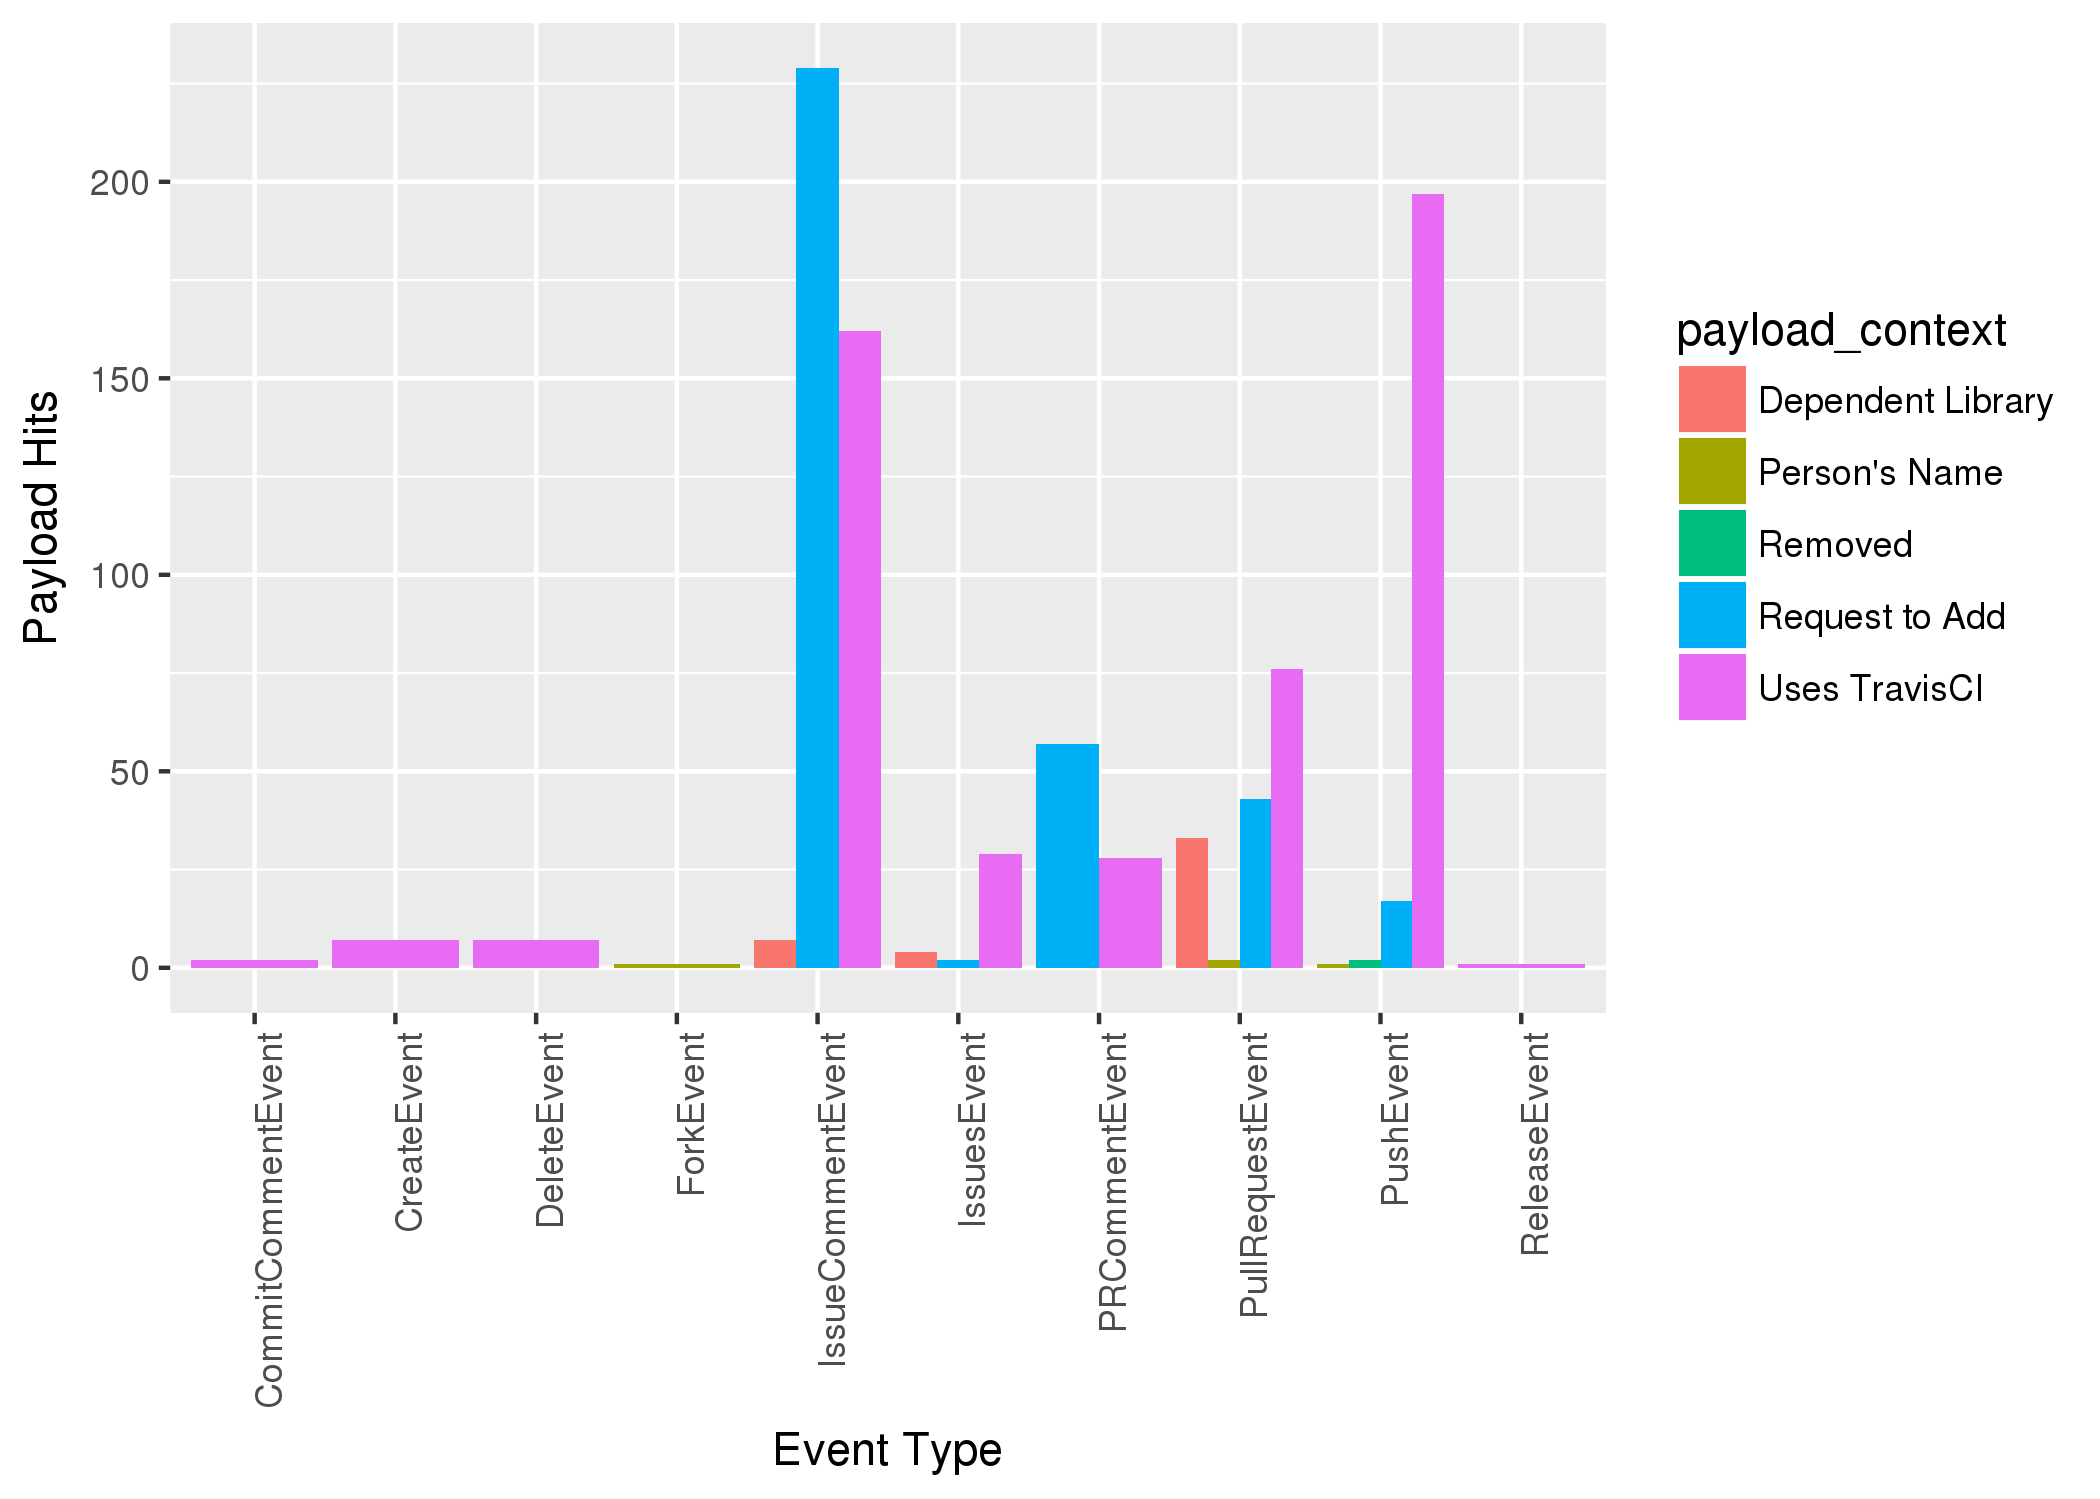 Payload Hits
200
150
100
50
0
CommitCommentEvent
CreateEvent
DeleteEvent
ForkEvent
IssueCommentEvent
IssuesEvent
PRCommentEvent
PullRequestEvent
PushEvent
ReleaseEvent
Event Type
payload_context
Dependent Library
Person's Name
Removed
Request to Add
Uses TravisCI